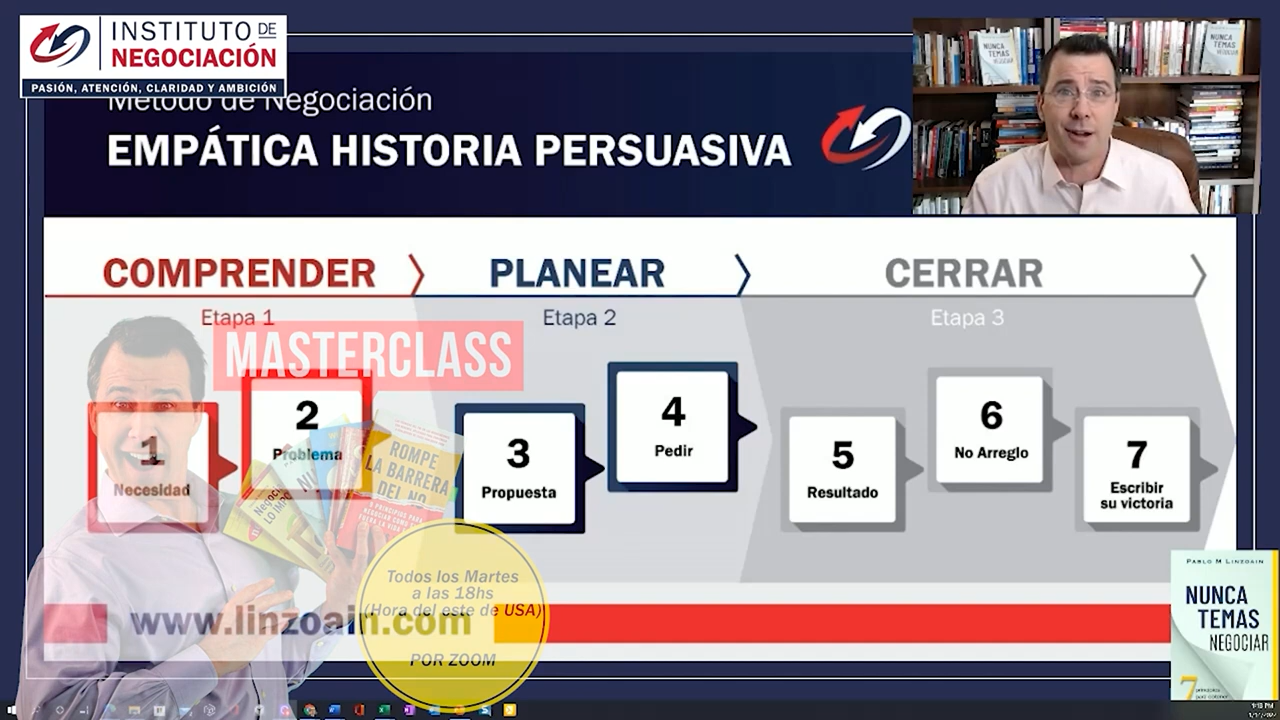 INSTITUTO DE
NEGOCIACIÓN
PASIÓN, ATENCIÓN, CLARIDAD Y AMBICIÓN
Método de Negociación
EMPÁTICA HISTORIA PERSUASIVA
NUNCA
TEMAS
NUNCA
TEMAS
COMPRENDER
PLANEAR
CERRAR
Etapa 1
Etapa 2
Etapa 3
MASTERCLASS
1
Necesidad
2
Problema
3
Propuesta
4
Pedir
5
Resultado
6
No Arreglo
7
Escribir
su victoria
ROMPE
LA BARRERA
DEL NO
Todos los Martes
a las 18hs
(Hora del este de USA)
POR ZOOM
www.linzoain.com
PABLO M LINZOAIN
NUNCA
TEMAS
NEGOCIAR
7